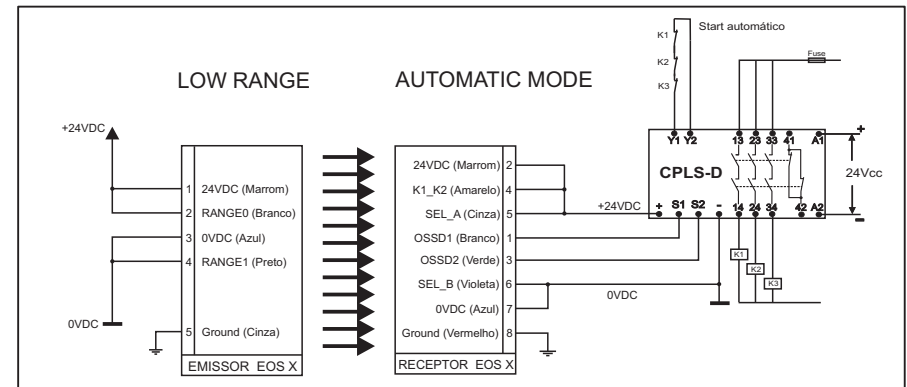 Start automático
K1
K2
K3
Fuse
LOW RANGE
AUTOMATIC MODE
+24VDC
Y1 Y2
13 23 33 41
A1
+
CPLS-D
24Vcc
+ S1 S2 -
14 24 34
42 A2
-
1 24VDC (Marrom)
2 RANGE0 (Branco)
3 0VDC (Azul)
4 RANGE1 (Preto)
5 Ground (Cinza)
0VDC
EMISSOR EOS X
24VDC (Marrom) 2
K1_K2 (Amarelo) 4
SEL_A (Cinza) 5
OSSD1 (Branco) 1
OSSD2 (Verde) 3
SEL_B (Violeta) 6
0VDC (Azul) 7
Ground (Vermelho) 8
RECEPTOR EOS X
+24VDC
0VDC
K1
K2
K3